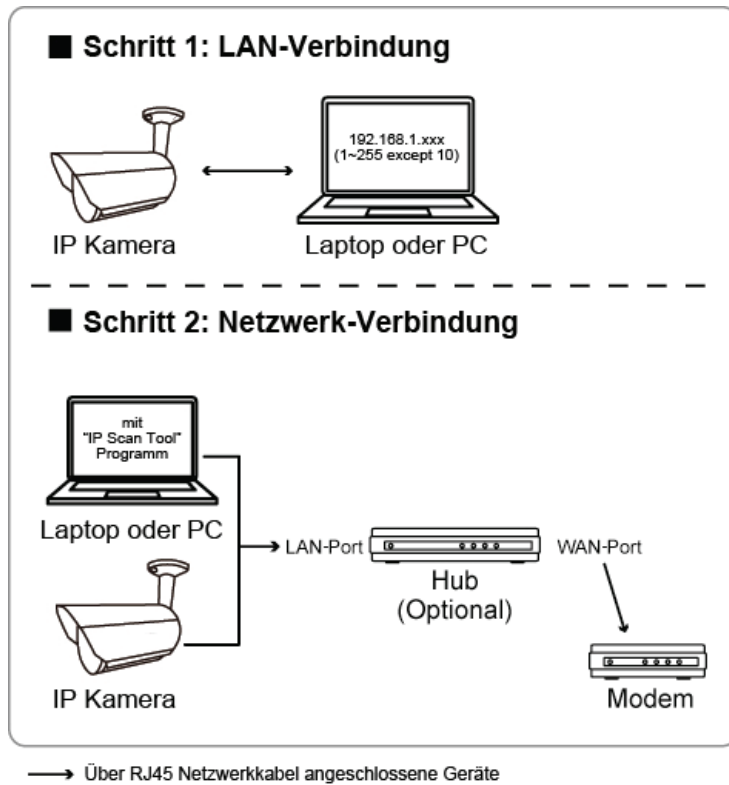 ■ Schritt 1: LAN-Verbindung
192.168.1.xxx
(1~255 except 10)
IP Kamera
Laptop oder PC
■ Schritt 2: Netzwerk-Verbindung
mit
"IP Scan Tool"
Programm
Laptop oder PC
LAN-Port
WAN-Port
Hub
(Optional)
IP Kamera
Modem
Über RJ45 Netzwerkkabel angeschlossene Geräte